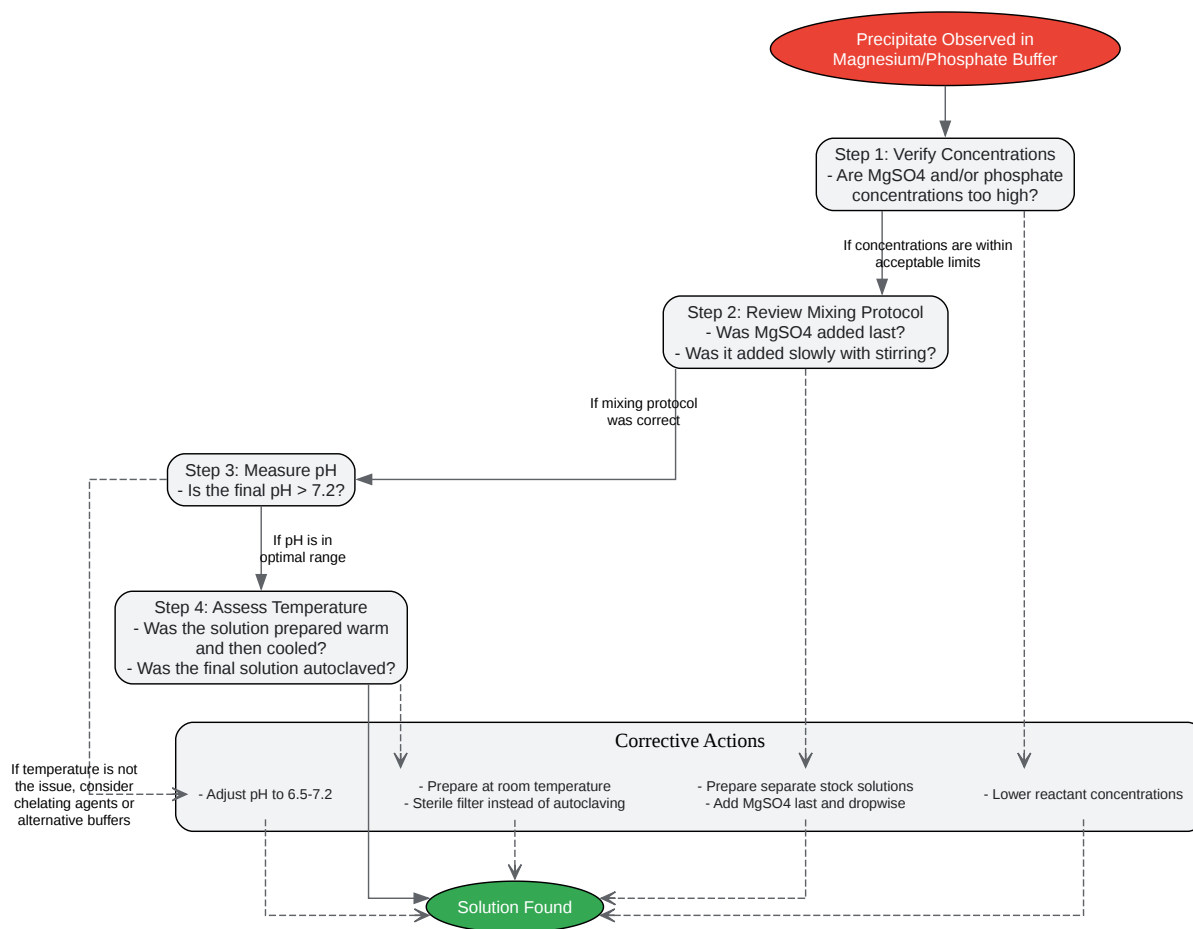 Precipitate Observed in
Magnesium/Phosphate Buffer
Step 1: Verify Concentrations
- Are MgSO4 and/or phosphate
concentrations too high?
If concentrations are within
acceptable limits
Step 2: Review Mixing Protocol
- Was MgSO4 added last?
- Was it added slowly with stirring?
If mixing protocol
was correct
Step 3: Measure pH
- Is the final pH > 7.2?
If pH is in
optimal range
Step 4: Assess Temperature
- Was the solution prepared warm
and then cooled?
- Was the final solution autoclaved?
Corrective Actions
If temperature is not
the issue, consider
chelating agents or
alternative buffers
- Adjust pH to 6.5-7.2
- Prepare at room temperature
- Sterile filter instead of autoclaving
- Prepare separate stock solutions
- Add MgSO4 last and dropwise
- Lower reactant concentrations
Solution Found